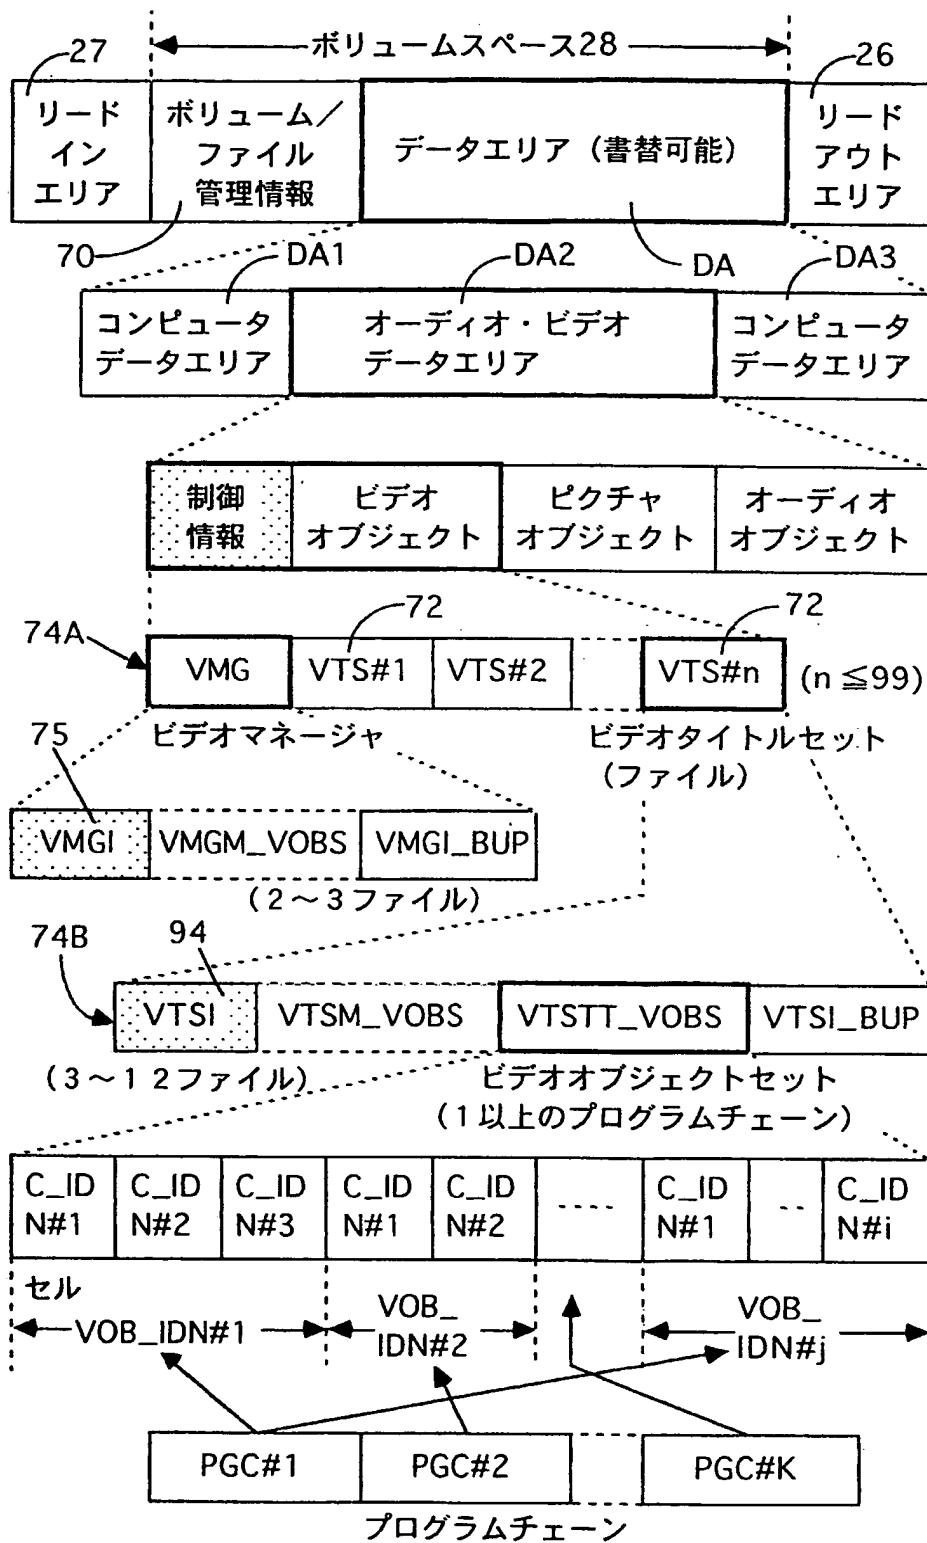 27
ボリュームスペース28
26
リード
イン
エリア
ボリューム/
ファイル
管理情報
データエリア（書替可能）
リード
アウト
エリア
70
DA1
DA2
DA
DA3
コンピュータ
データエリア
オーディオ・ビデオ
データエリア
コンピュータ
データエリア
制御
情報
ビデオ
オブジェクト
ピクチャ
オブジェクト
オーディオ
オブジェクト
74A
72
72
VMG
VTS#1
VTS#2
VTS#n
(n≦99)
75
ビデオマネージャ
ビデオタイトルセット
(ファイル)
VMGI
VMGM_VOBS
VMGI_BUP
(2～3ファイル)
74B
94
VTSI
VTSM_VOBS
VTSTT_VOBS
VTSI_BUP
(3～12ファイル)
ビデオオブジェクトセット
(1以上のプログラムチェーン)
C_ID
N#1
C_ID
N#2
C_ID
N#3
C_ID
N#1
C_ID
N#2
----
C_ID
N#1
--
C_ID
N#i
セル
VOB_IDN#1
VOB_
IDN#2
VOB_
IDN#j
PGC#1
PGC#2
PGC#K
プログラムチェーン